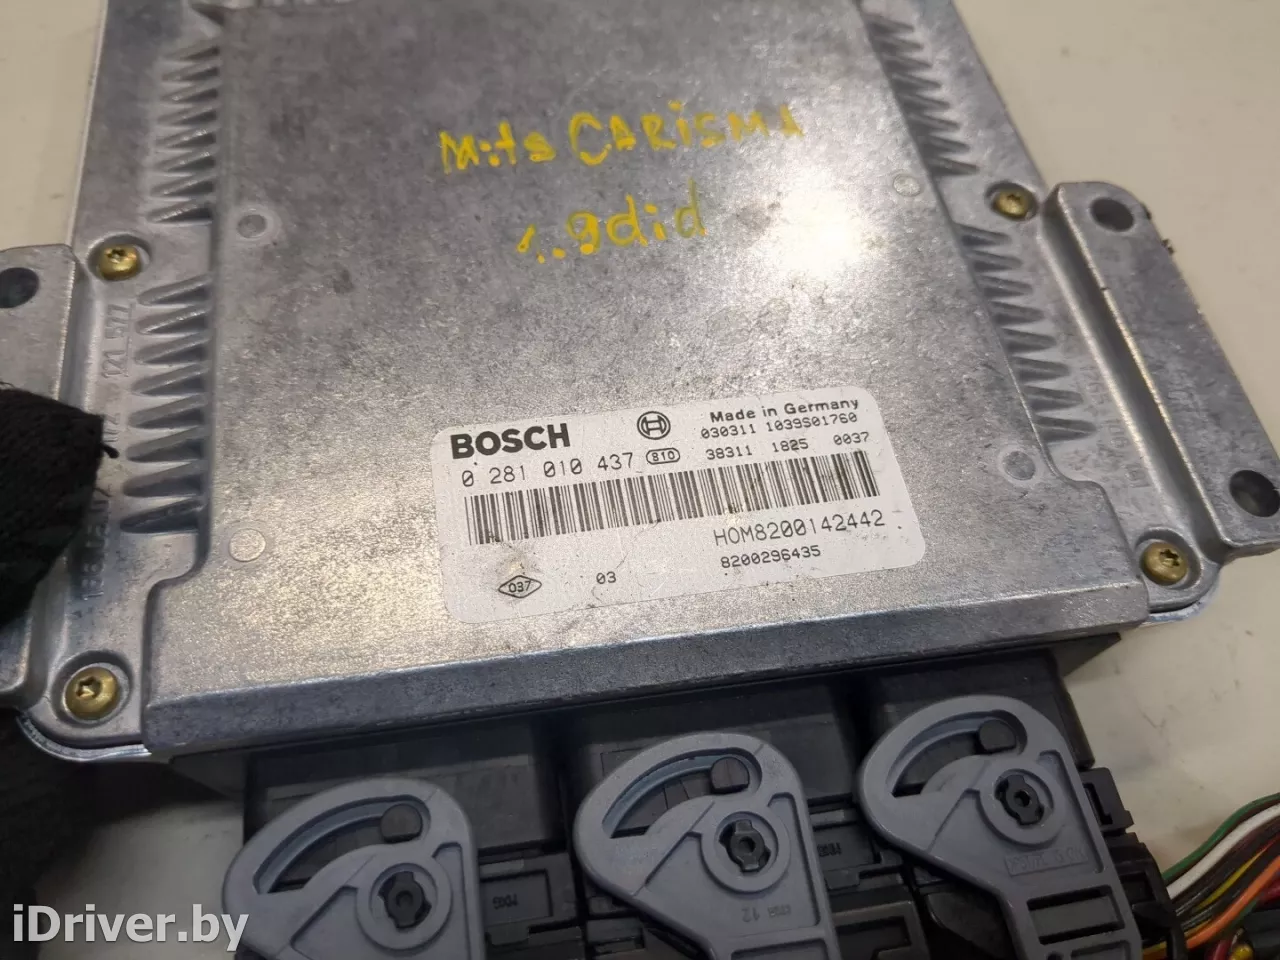 Mits CARiSMA
1.9did
BOSCH
Made in Germany
030311 1039S01760
0 281 010 437 810 38311 1825 0037
HOM8200142442
8200296435
037 03
iDriver.by